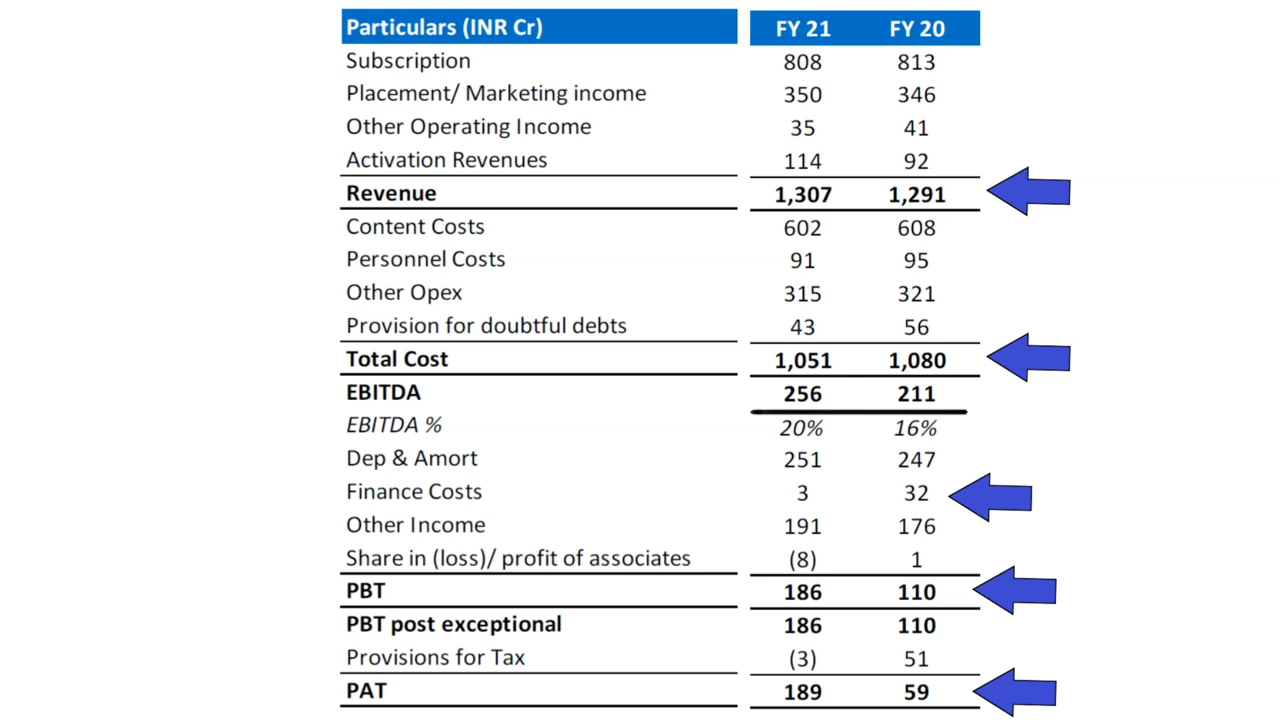 Particulars (INR Cr) FY 21 FY 20
Subscription 808 813
Placement/ Marketing income 350 346
Other Operating Income 35 41
Activation Revenues 114 92
Revenue 1,307 1,291
Content Costs 602 608
Personnel Costs 91 95
Other Opex 315 321
Provision for doubtful debts 43 56
Total Cost 1,051 1,080
EBITDA 256 211
EBITDA % 20% 16%
Dep & Amort 251 247
Finance Costs 3 32
Other Income 191 176
Share in (loss)/ profit of associates (8) 1
PBT 186 110
PBT post exceptional 186 110
Provisions for Tax (3) 51
PAT 189 59